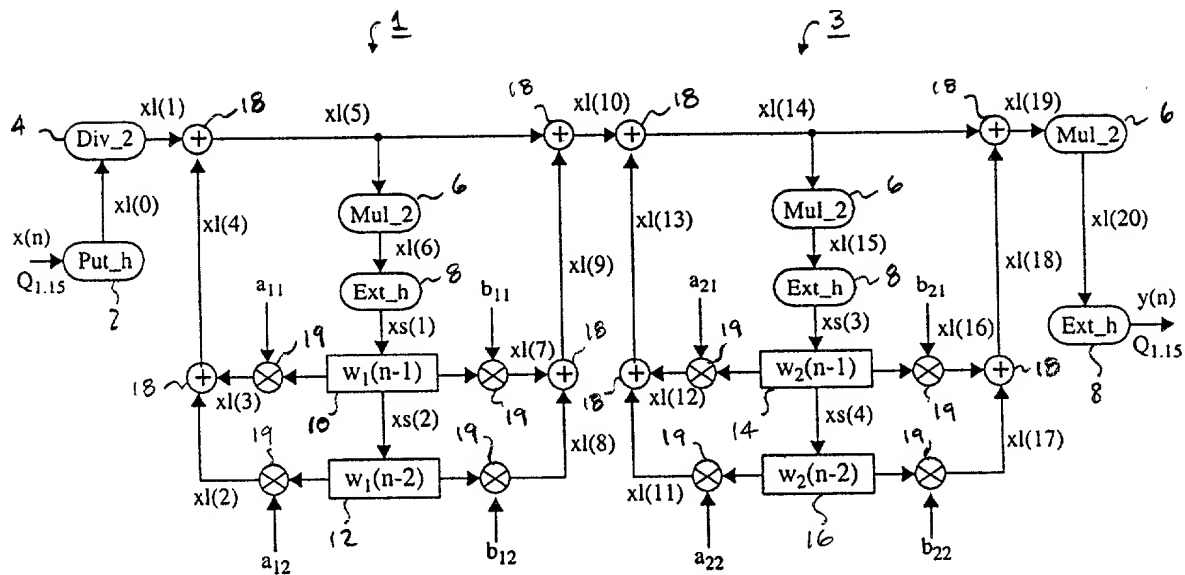 1 3
18 18 18 18
xl(1) xl(5) xl(10) xl(14) xl(19)
4 Div_2 + + + + Mul_2 6
6 6
xl(0) xl(4) Mul_2 xl(13) Mul_2 xl(20)
x(n) xl(6) xl(9) xl(15) xl(18)
Q1.15 Put_h a11 Ext_h 8 b11 a21 Ext_h 8 b21 Ext_h y(n)
2 xs(1) xs(3) xl(16) Q1.15
19 xl(7) 18 19 8
18 + w1(n-1) + + w2(n-1) + 18
xl(3) 10 19 18 xl(12) 14 19
xs(2) xs(4)
19 19 xl(8) 19 19 xl(17)
xl(2) w1(n-2) xl(11) w2(n-2)
12 16
a12 b12 a22 b22